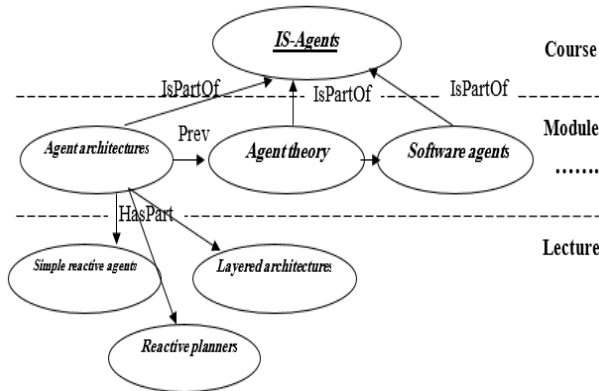 IS-Agents
Course
IsPartOf
IsPartOf
IsPartOf
Module
Prev
Agent architectures
Agent theory
Software agents
.......
HasPart
Lecture
Simple reactive agents
Layered architectures
Reactive planners